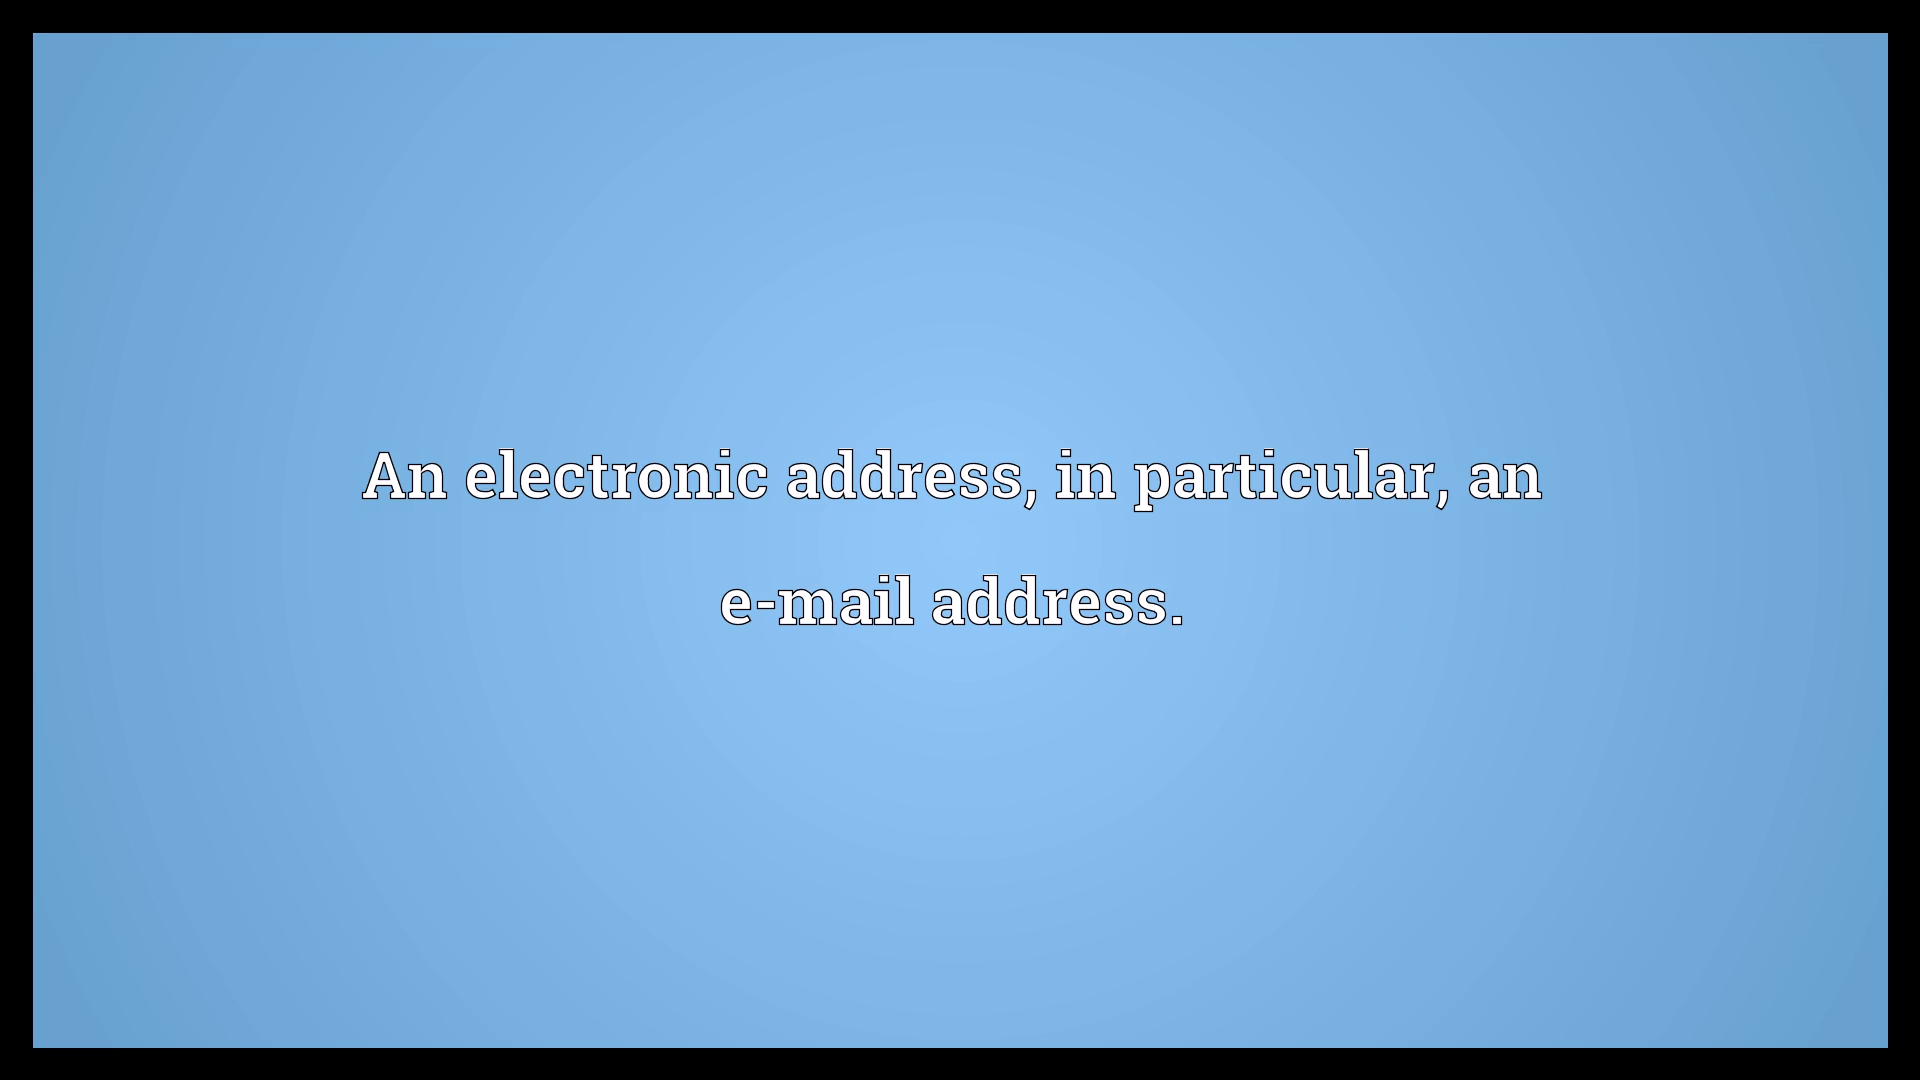 An electronic address, in particular, an
e-mail address.